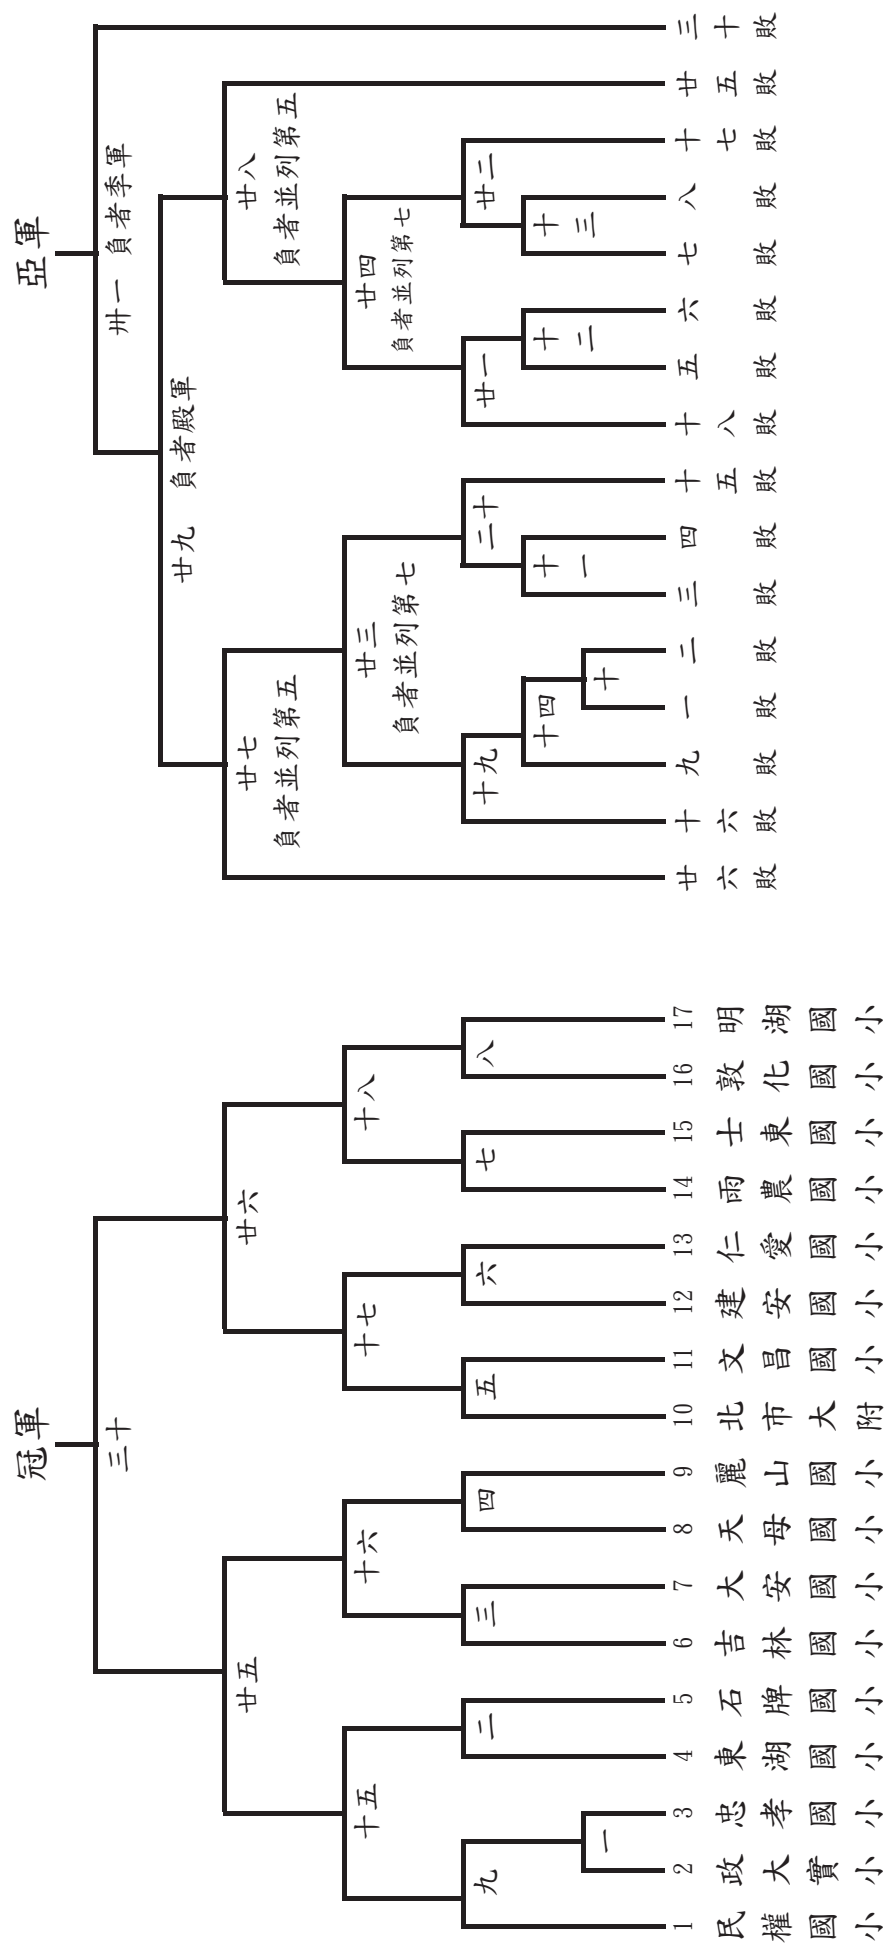 冠軍
三十
廿五
廿六
十五
十六
十七
十八
九
二
三
四
五
六
七
八
一
1 民權國小
2 政大實小
3 忠孝國小
4 東湖國小
5 石牌國小
6 吉林國小
7 大安國小
8 天母國小
9 麗山國小
10 北市大附
11 文昌國小
12 建安國小
13 仁愛國小
14 雨農國小
15 士東國小
16 敦化國小
17 明湖國小
亞軍
卅一 負者季軍
廿九 負者殿軍
廿七
負者並列第五
廿八
負者並列第五
廿三
負者並列第七
廿四
負者並列第七
十九
二十
廿一
廿二
十四
十一
十二
十三
十
廿六敗
十六敗
九敗
一敗
二敗
三敗
四敗
十五敗
十八敗
五敗
六敗
七敗
八敗
十七敗
廿五敗
三十敗